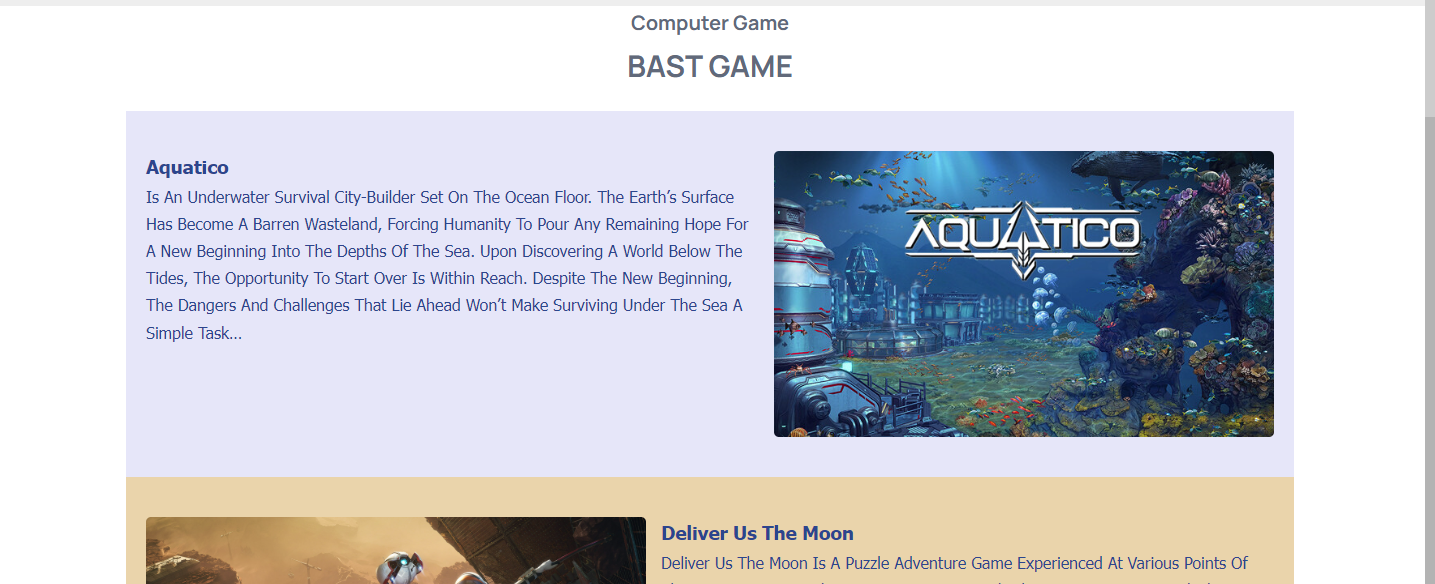 Computer Game
BAST GAME
Aquatico
Is An Underwater Survival City-Builder Set On The Ocean Floor. The Earth’s Surface
Has Become A Barren Wasteland, Forcing Humanity To Pour Any Remaining Hope For
A New Beginning Into The Depths Of The Sea. Upon Discovering A World Below The
Tides, The Opportunity To Start Over Is Within Reach. Despite The New Beginning,
The Dangers And Challenges That Lie Ahead Won’t Make Surviving Under The Sea A
Simple Task…
AQUATICO
Deliver Us The Moon
Deliver Us The Moon Is A Puzzle Adventure Game Experienced At Various Points Of